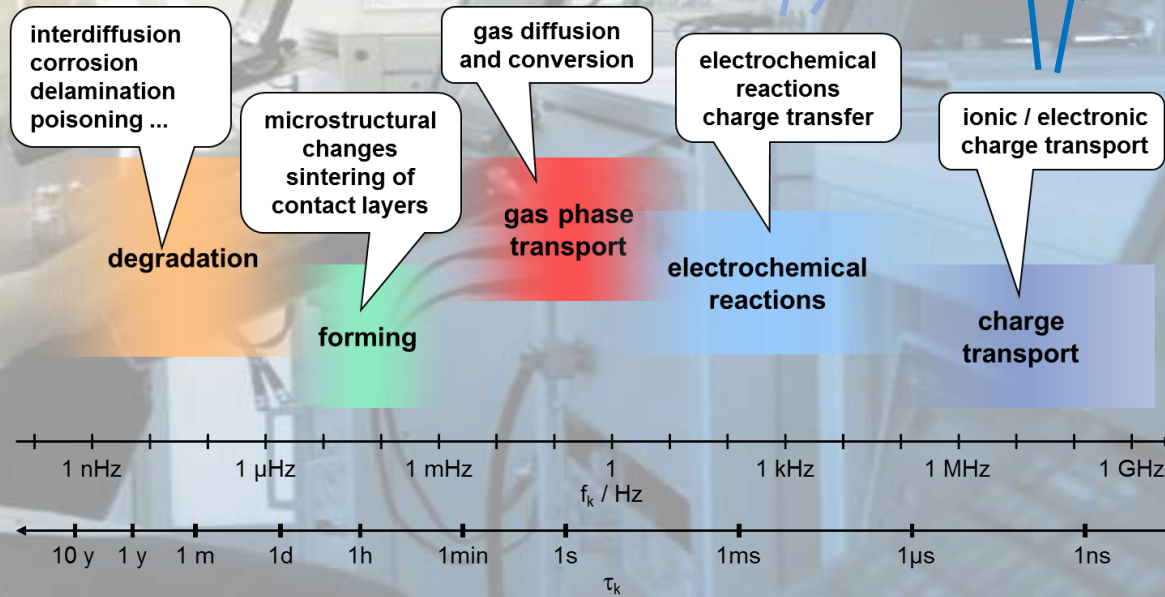 interdiffusion
corrosion
delamination
poisoning ...
microstructural
changes
sintering of
contact layers
gas diffusion
and conversion
electrochemical
reactions
charge transfer
ionic / electronic
charge transport
degradation
forming
gas phase
transport
electrochemical
reactions
charge
transport
1 nHz 1 µHz 1 mHz 1 1 kHz 1 MHz 1 GHz
f_k / Hz
10 y 1 y 1 m 1d 1h 1min 1s 1ms 1µs 1ns
τ_k